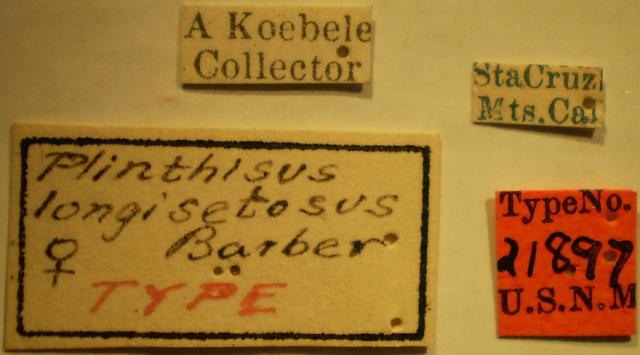 A Koebele
Collector
StaCruz
Mts.Cal
Plinthisus
longisetosus
♀ Barber
TYPE
TypeNo.
21897
U.S.N.M